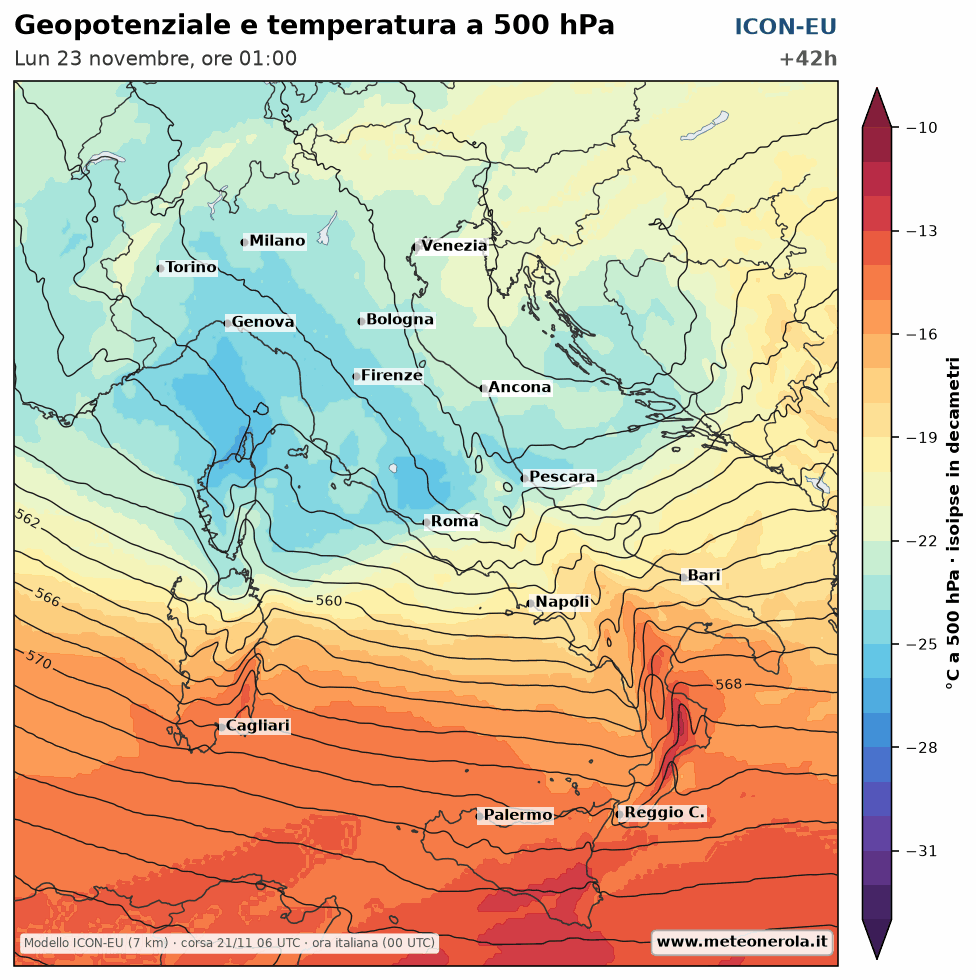 Geopotenziale e temperatura a 500 hPa
ICON-EU
Lun 23 novembre, ore 01:00
+42h
Milano
Venezia
Torino
Genova
Bologna
Firenze
Ancona
Pescara
Roma
Bari
Napoli
Cagliari
Palermo
Reggio C.
562
566
570
560
568
−10
−13
−16
−19
−22
−25
−28
−31
°C a 500 hPa · isoipse in decametri
Modello ICON-EU (7 km) · corsa 21/11 06 UTC · ora italiana (00 UTC)
www.meteonerola.it